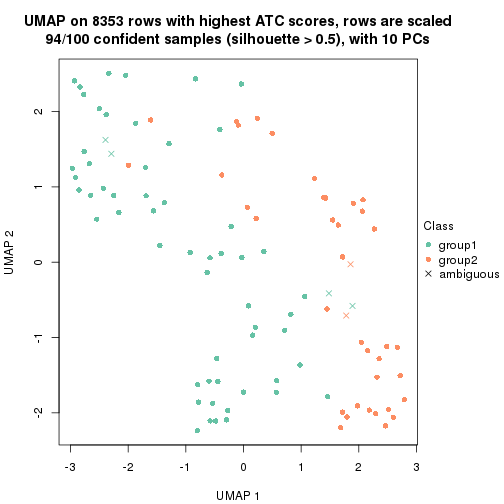 UMAP on 8353 rows with highest ATC scores, rows are scaled
94/100 confident samples (silhouette > 0.5), with 10 PCs
UMAP 2
2
1
0
-1
-2
-3
-2
-1
0
1
2
3
UMAP 1
Class
group1
group2
ambiguous